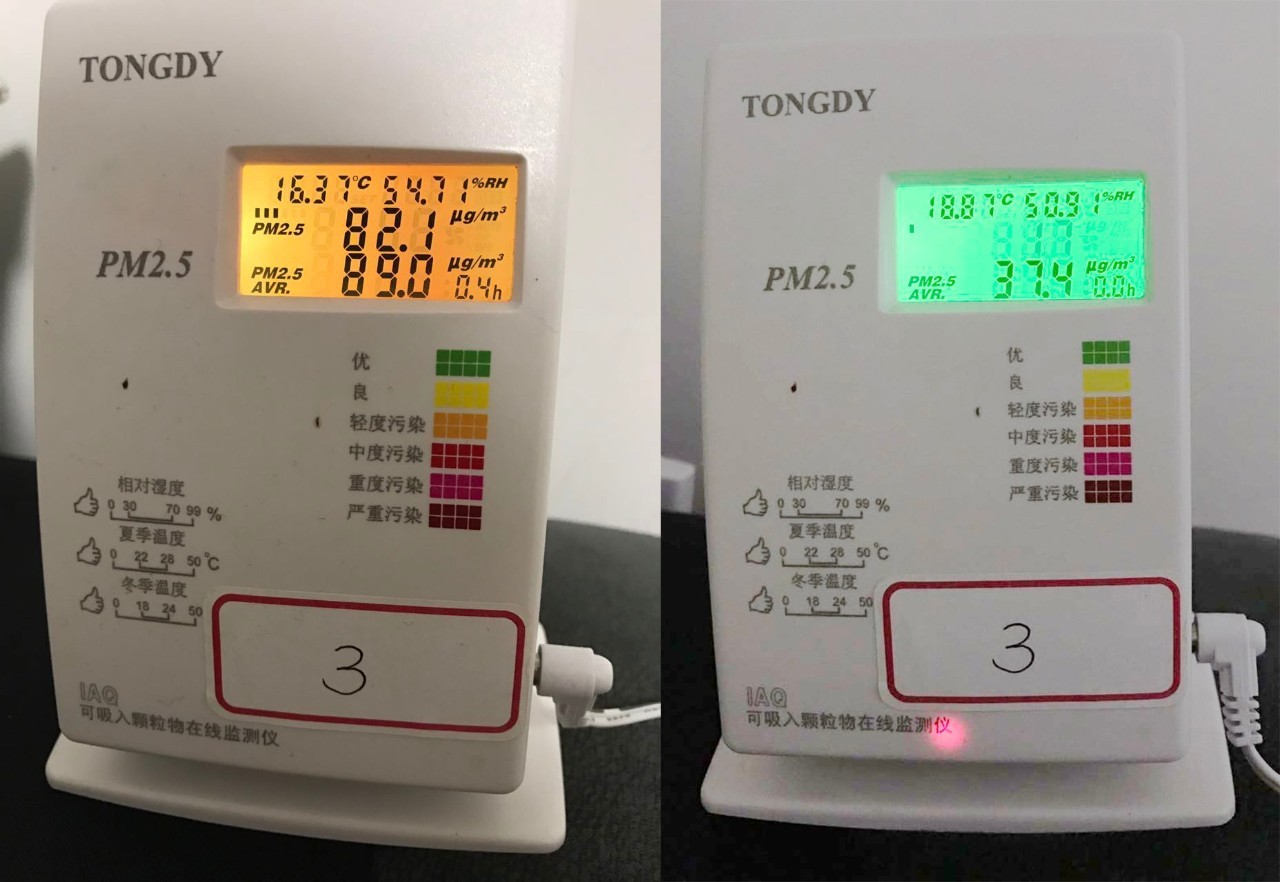 TONGDY
16.37°C 54.71%RH
PM2.5 82.1 µg/m³
PM2.5 AVR. 89.0 µg/m³ 0.4h
PM2.5
优
良
轻度污染
中度污染
重度污染
严重污染
相对湿度
0 30 70 99 %
夏季温度
0 22 28 50 °C
冬季温度
0 18 24 50
3
IAQ
可吸入颗粒物在线监测仪
TONGDY
18.87°C 50.91%RH
PM2.5 AVR. 37.4 µg/m³ 0.0h
PM2.5
优
良
轻度污染
中度污染
重度污染
严重污染
相对湿度
0 30 70 99 %
夏季温度
0 22 28 50 °C
冬季温度
0 18 24 50
3
IAQ
可吸入颗粒物在线监测仪